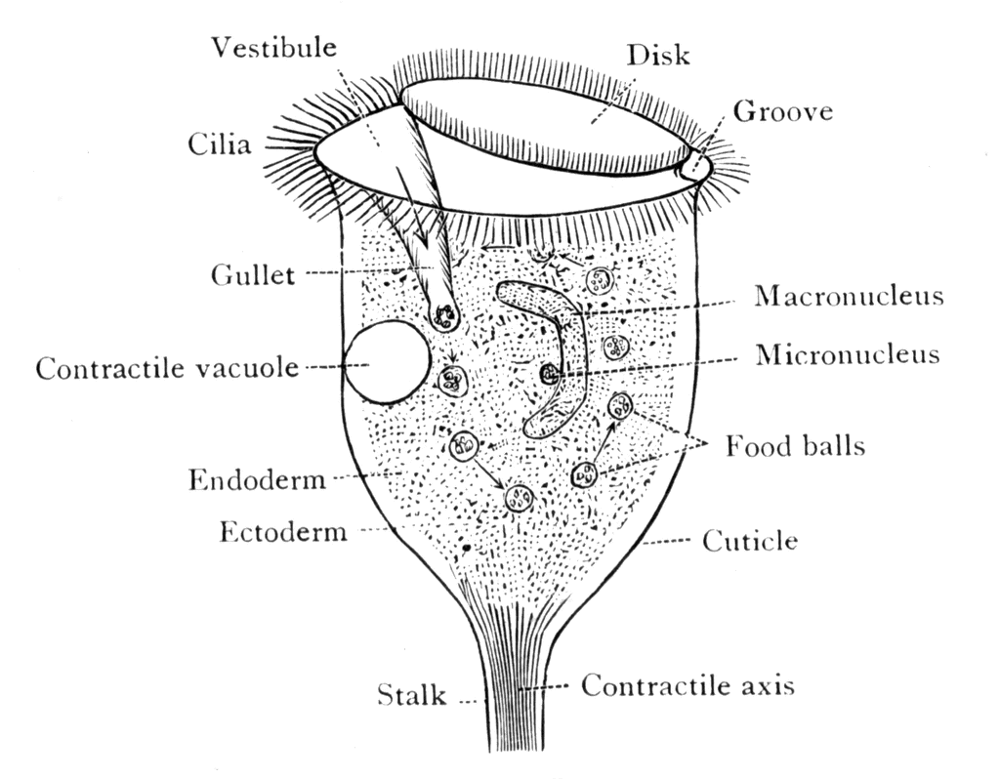 Vestibule
Disk
Groove
Cilia
Gullet
Macronucleus
Micronucleus
Contractile vacuole
Food balls
Endoderm
Ectoderm
Cuticle
Contractile axis
Stalk